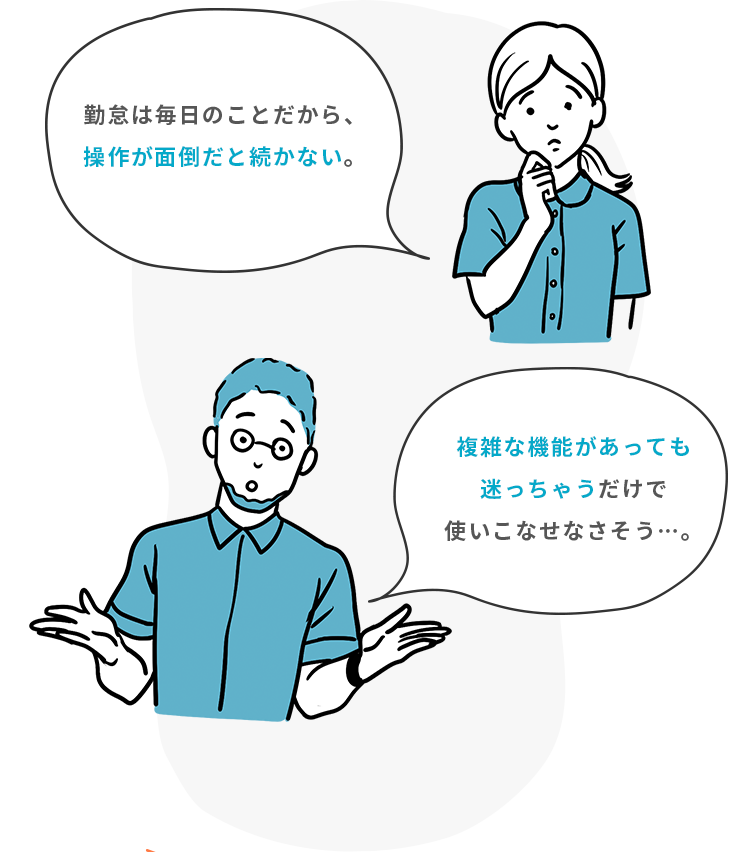 勤怠は毎日のことだから、
操作が面倒だと続かない。
複雑な機能があっても
迷っちゃうだけで
使いこなせなさそう…。